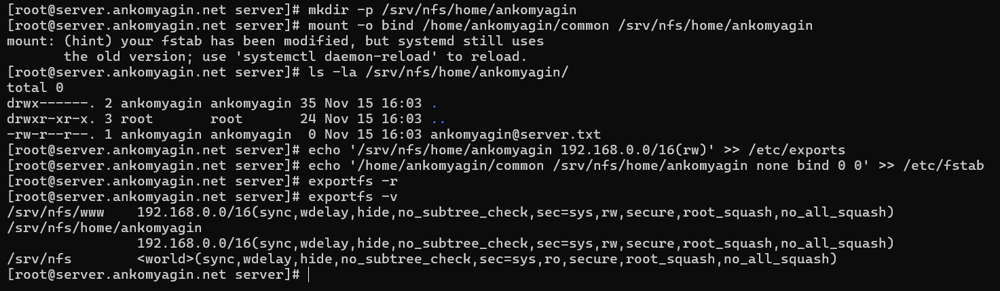 [root@server.ankomyagin.net server]# mkdir -p /srv/nfs/home/ankomyagin
[root@server.ankomyagin.net server]# mount -o bind /home/ankomyagin/common /srv/nfs/home/ankomyagin
mount: (hint) your fstab has been modified, but systemd still uses
       the old version; use 'systemctl daemon-reload' to reload.
[root@server.ankomyagin.net server]# ls -la /srv/nfs/home/ankomyagin/
total 0
drwx------. 2 ankomyagin ankomyagin 35 Nov 15 16:03 .
drwxr-xr-x. 3 root       root       24 Nov 15 16:03 ..
-rw-r--r--. 1 ankomyagin ankomyagin  0 Nov 15 16:03 ankomyagin@server.txt
[root@server.ankomyagin.net server]# echo '/srv/nfs/home/ankomyagin 192.168.0.0/16(rw)' >> /etc/exports
[root@server.ankomyagin.net server]# echo '/home/ankomyagin/common /srv/nfs/home/ankomyagin none bind 0 0' >> /etc/fstab
[root@server.ankomyagin.net server]# exportfs -r
[root@server.ankomyagin.net server]# exportfs -v
/srv/nfs/www    192.168.0.0/16(sync,wdelay,hide,no_subtree_check,sec=sys,rw,secure,root_squash,no_all_squash)
/srv/nfs/home/ankomyagin
                192.168.0.0/16(sync,wdelay,hide,no_subtree_check,sec=sys,rw,secure,root_squash,no_all_squash)
/srv/nfs        <world>(sync,wdelay,hide,no_subtree_check,sec=sys,ro,secure,root_squash,no_all_squash)
[root@server.ankomyagin.net server]#